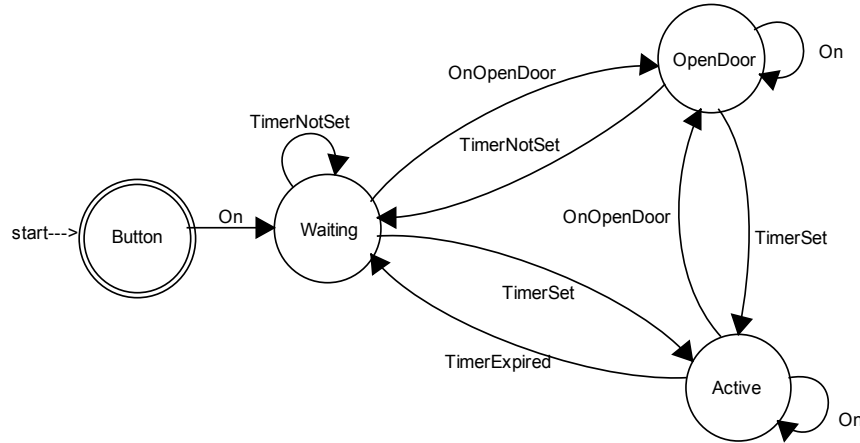 OpenDoor
On
OnOpenDoor
TimerNotSet
TimerNotSet
On
start--->
Button
Waiting
OnOpenDoor
TimerSet
TimerSet
TimerExpired
Active
On